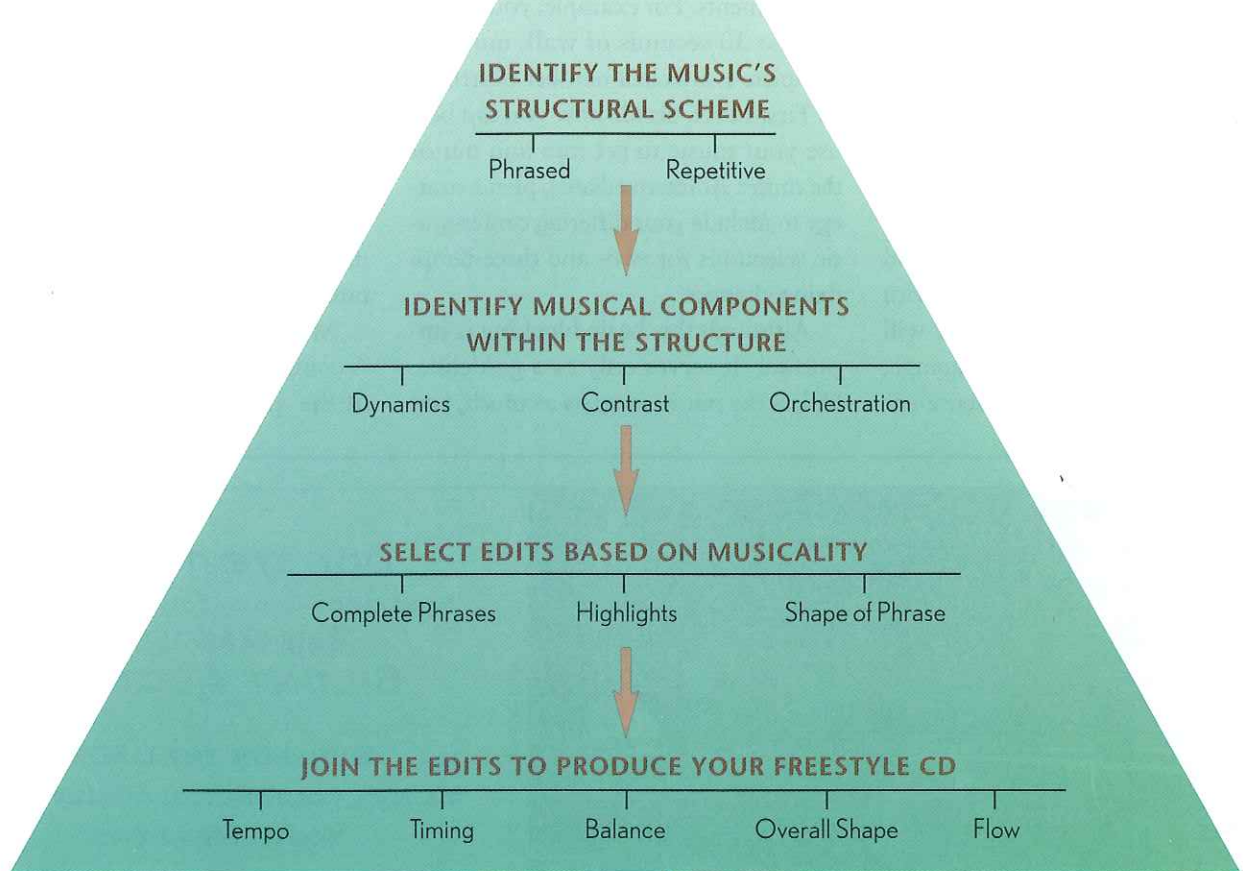 IDENTIFY THE MUSIC'S
STRUCTURAL SCHEME
Phrased Repetitive
IDENTIFY MUSICAL COMPONENTS
WITHIN THE STRUCTURE
Dynamics Contrast Orchestration
SELECT EDITS BASED ON MUSICALITY
Complete Phrases Highlights Shape of Phrase
JOIN THE EDITS TO PRODUCE YOUR FREESTYLE CD
Tempo Timing Balance Overall Shape Flow